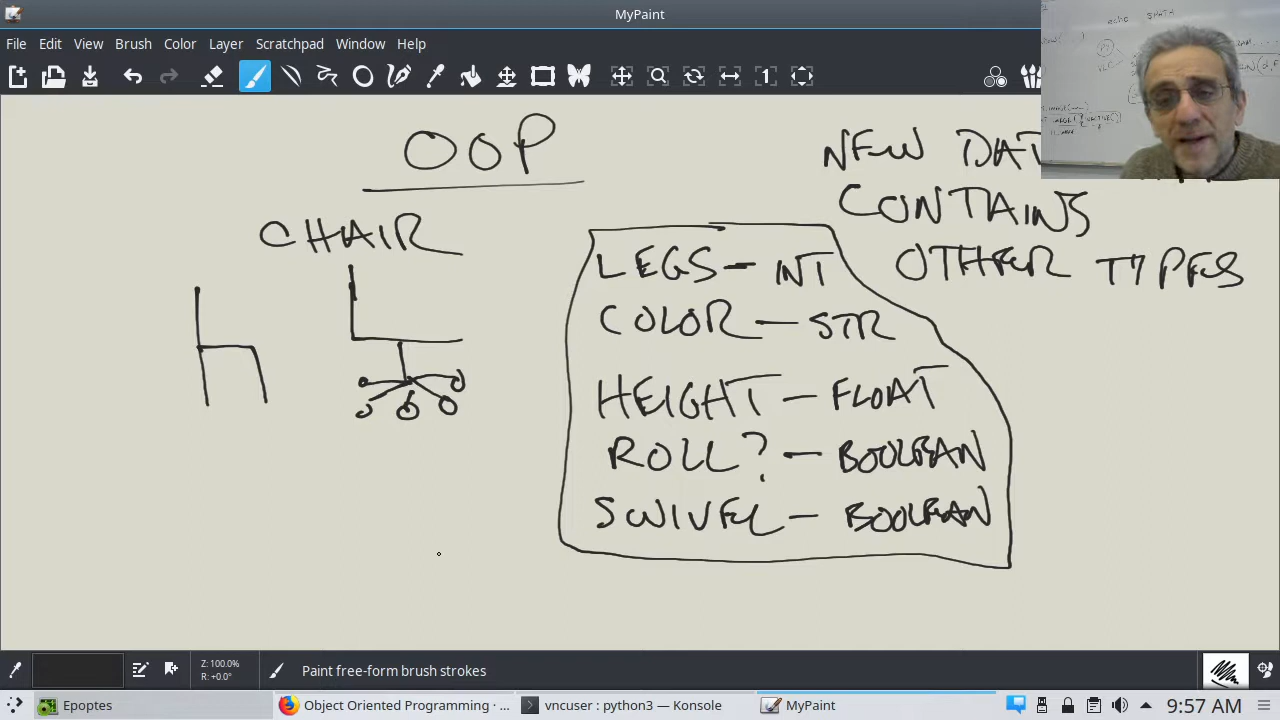 MyPaint
File Edit View Brush Color Layer Scratchpad Window Help
OOP
NEW
CONTAINS
OTHER TYPES
CHAIR
LEGS - INT
COLOR - STR
HEIGHT - FLOAT
ROLL? - BOOLEAN
SWIVEL - BOOLEAN
Z: 100.0%
R: +0.0°
Paint free-form brush strokes
Epoptes
Object Oriented Programming - ...
vncuser : python3 — Konsole
MyPaint
9:57 AM